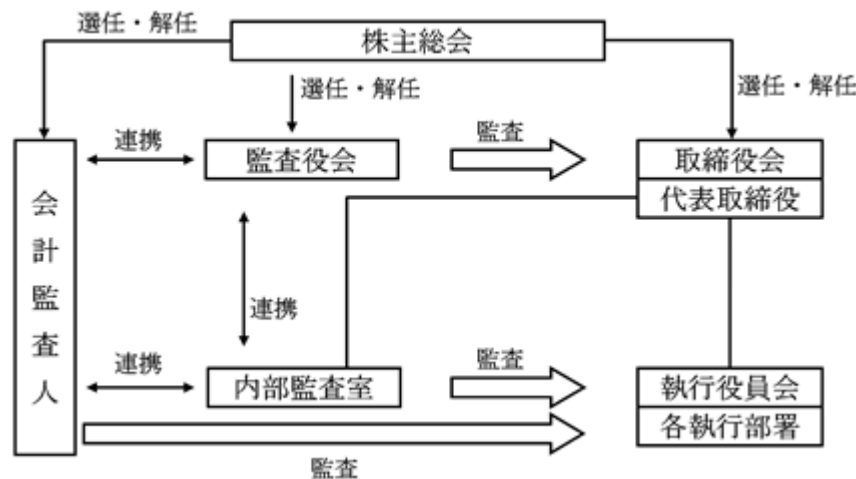 選任・解任
株主総会
選任・解任
選任・解任
連携
監査役会
監査
取締役会
代表取締役
会計監査人
連携
連携
内部監査室
監査
執行役員会
各執行部署
監査